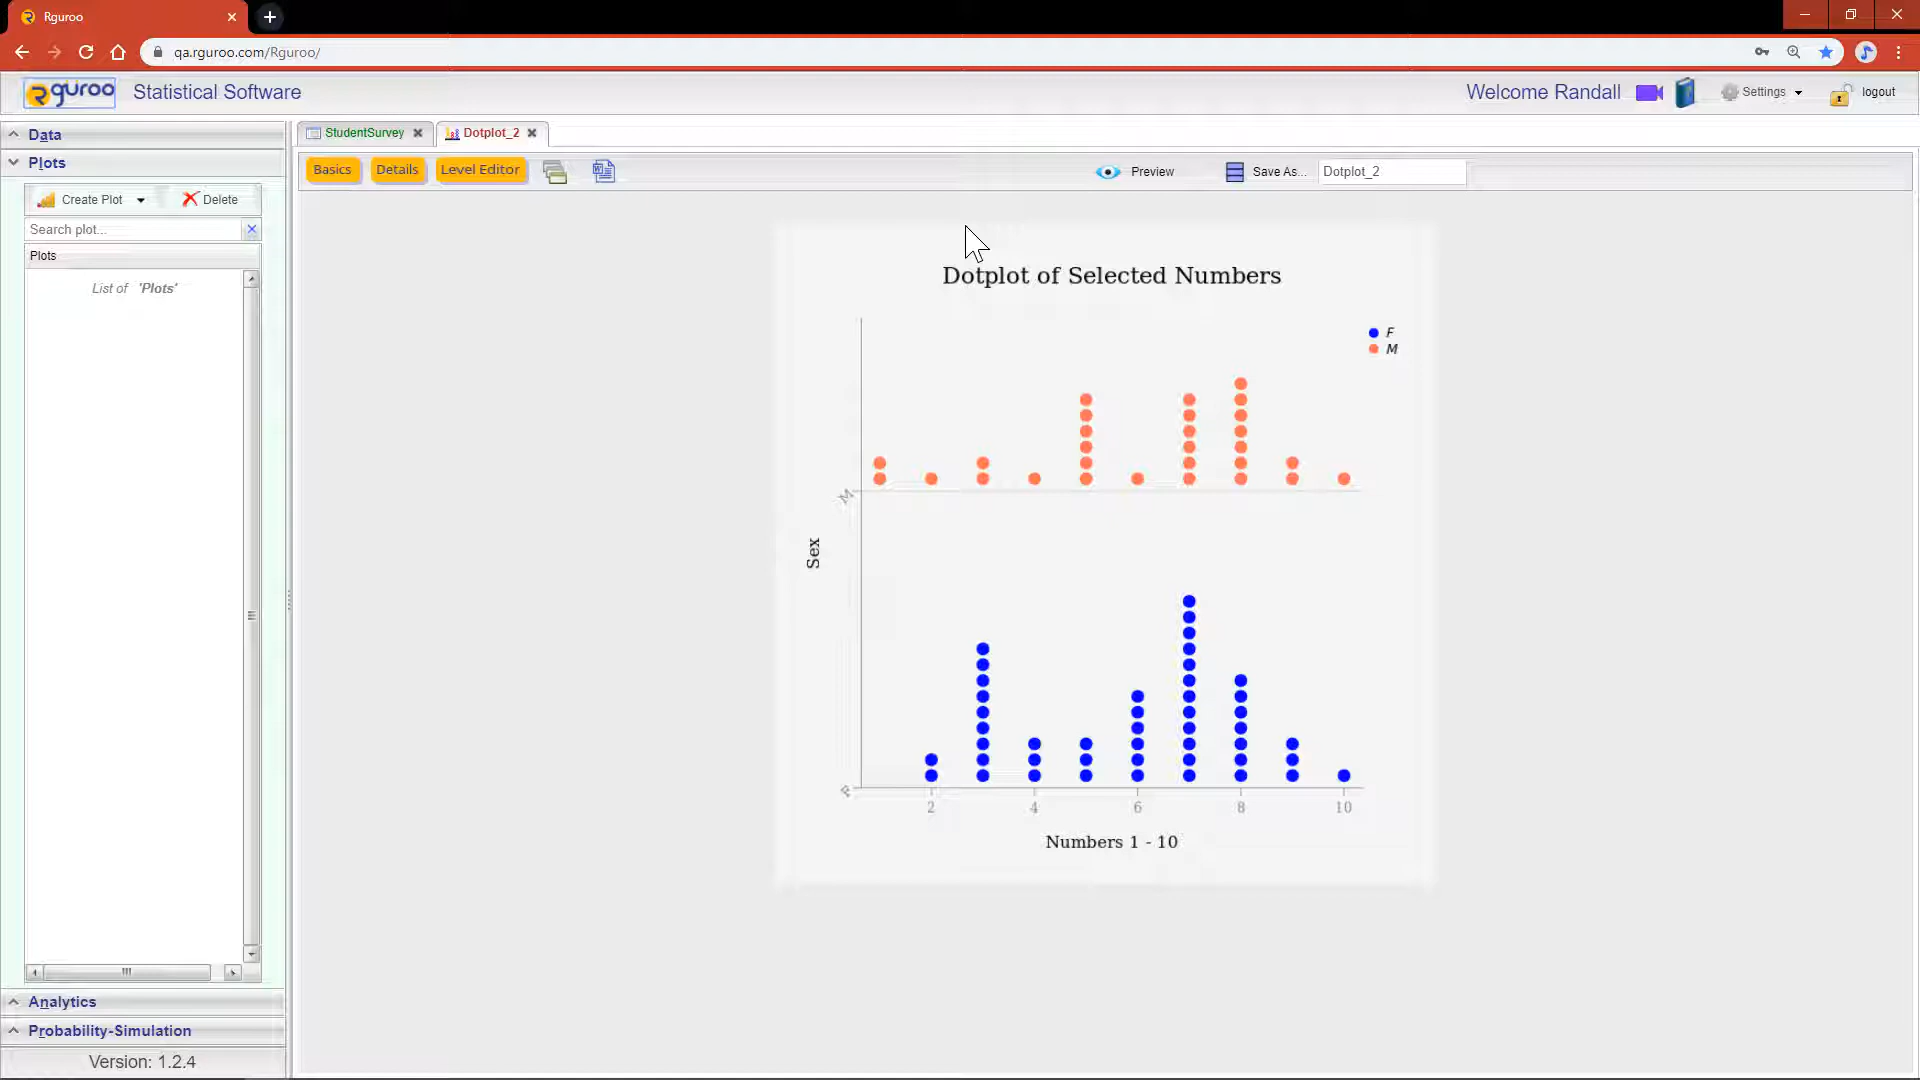 Rguroo
qa.rguroo.com/Rguroo/
Rguroo Statistical Software
Welcome Randall Settings logout
Data
Plots
Create Plot Delete
Search plot...
Plots
List of 'Plots'
Analytics
Probability-Simulation
Version: 1.2.4
StudentSurvey Dotplot_2
Basics Details Level Editor Preview Save As... Dotplot_2
Dotplot of Selected Numbers
F
M
M
Sex
F
2 4 6 8 10
Numbers 1 - 10